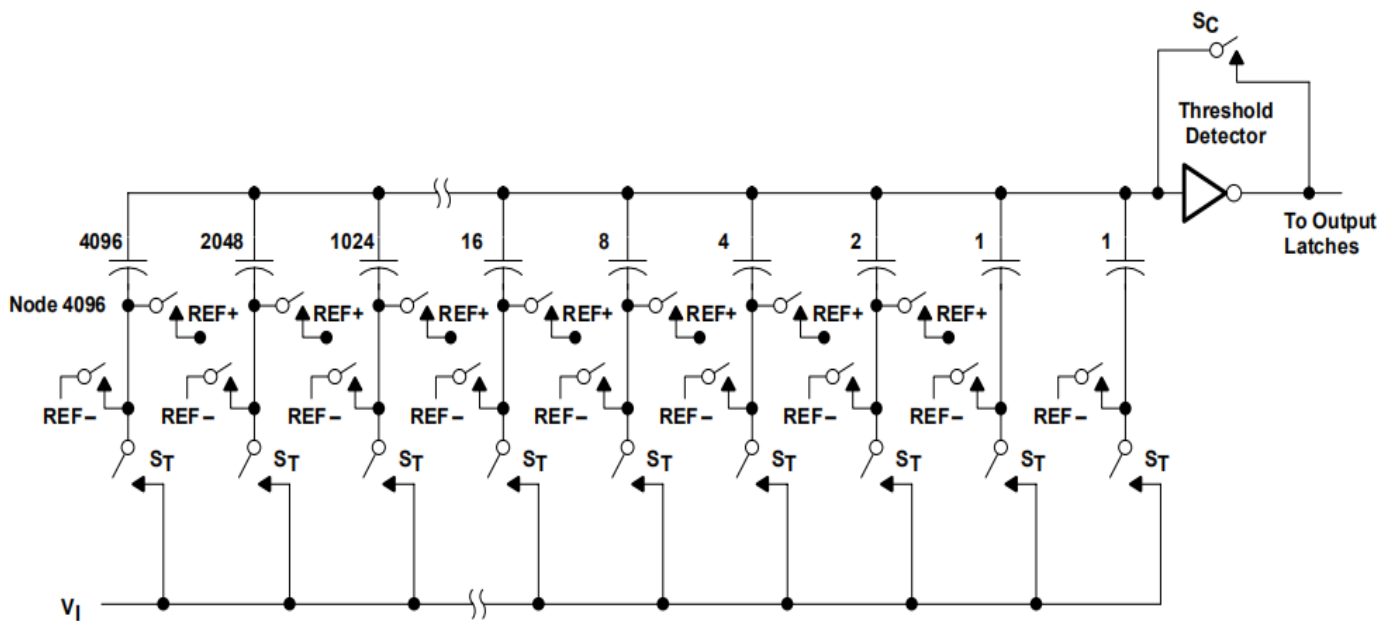 SC
Threshold
Detector
To Output
Latches
4096 2048 1024 16 8 4 2 1 1
Node 4096 REF+ REF+ REF+ REF+ REF+ REF+ REF+
REF– REF– REF– REF– REF– REF– REF– REF– REF–
ST ST ST ST ST ST ST ST ST
VI